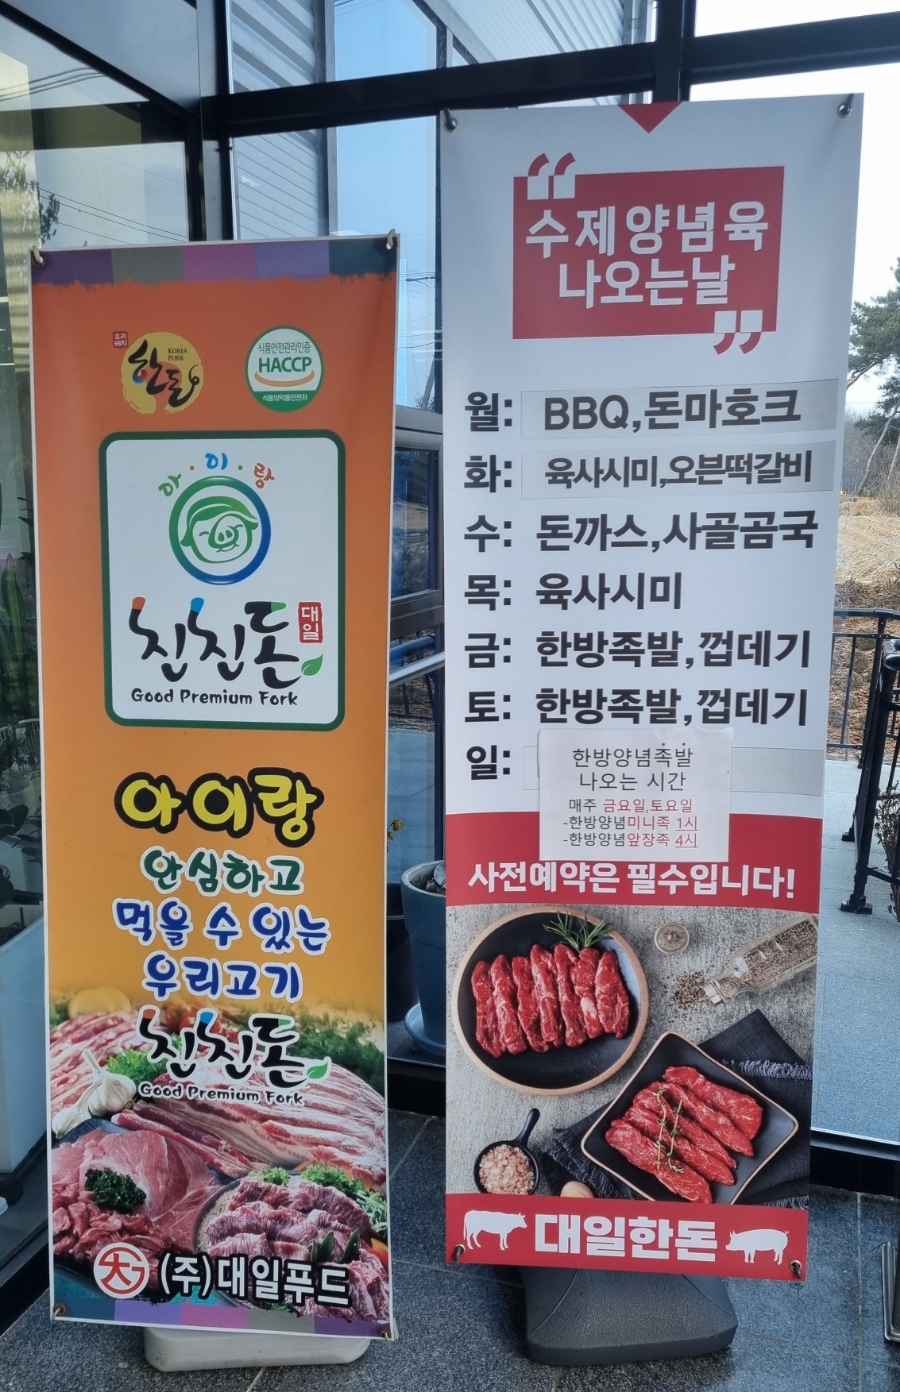 우리돼지
한돈
KOREA
PORK
식품안전관리인증
HACCP
식품의약품안전처
아·이·랑
친친돈
대일
Good Premium Fork
아이랑
안심하고
먹을 수 있는
우리고기
친친돈
Good Premium Fork
(주)대일푸드
“수제양념육
나오는날”
월: BBQ,돈마호크
화: 육사시미,오븐떡갈비
수: 돈까스,사골곰국
목: 육사시미
금: 한방족발,껍데기
토: 한방족발,껍데기
일:
한방양념족발
나오는 시간
매주 금요일,토요일
-한방양념미니족 1시
-한방양념앞장족 4시
사전예약은 필수입니다!
대일한돈